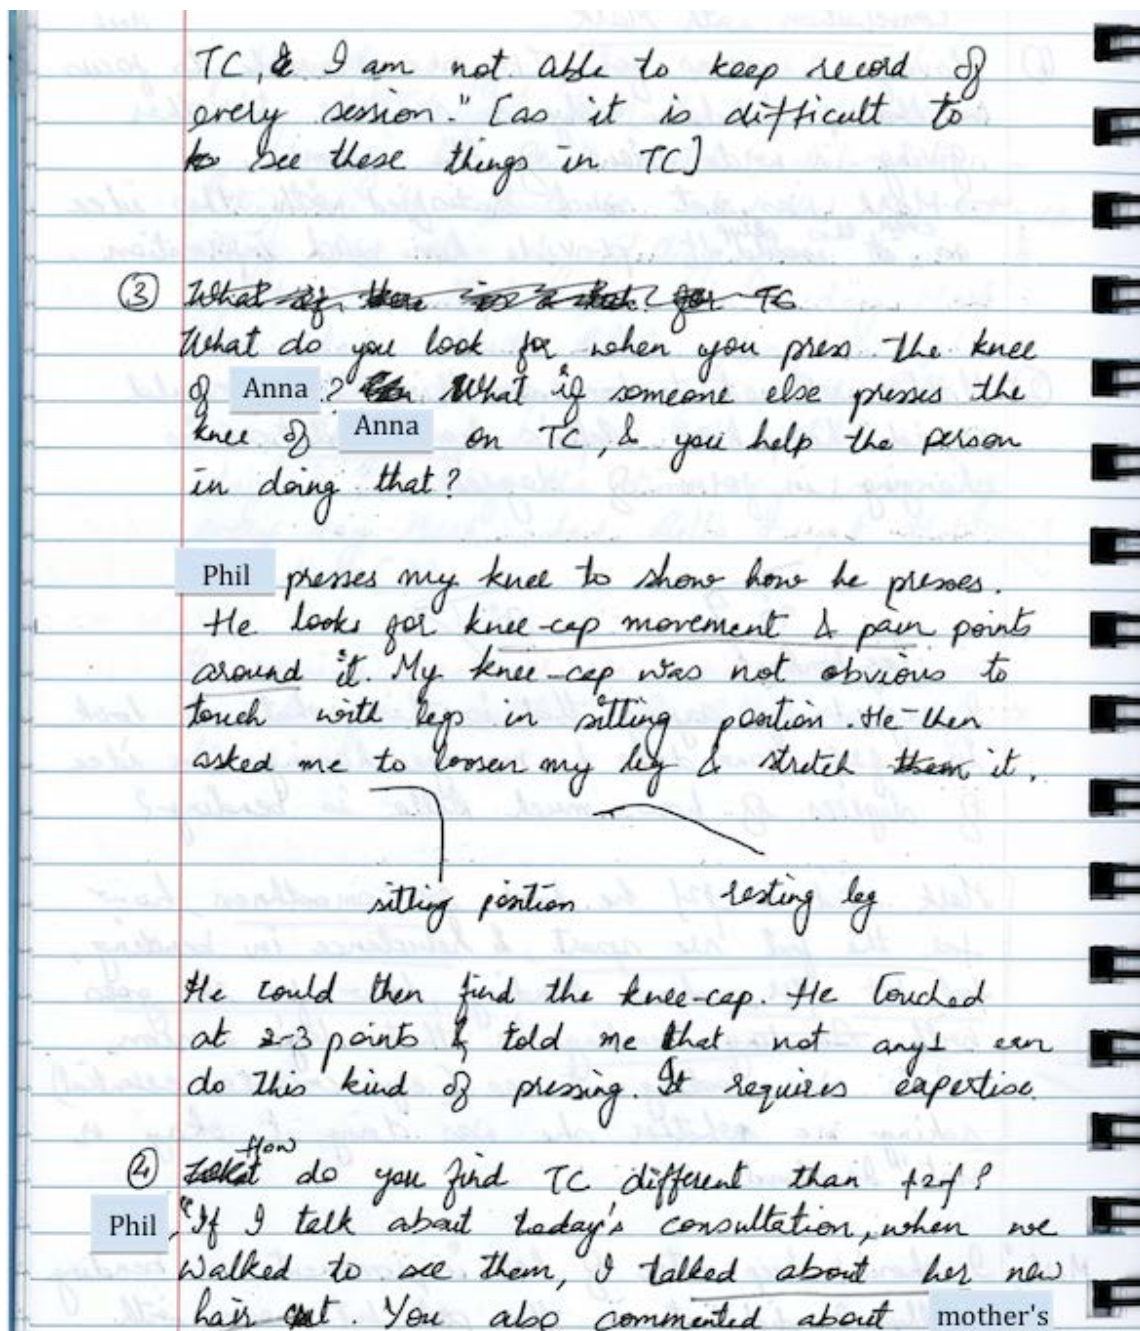 TC, & I am not able to keep record of
every session." [as it is difficult to
to see these things in TC]
③ What if there is a for TC
What do you look for when you press the knee
of Anna? What if someone else presses the
knee of Anna on TC, & you help the person
in doing that?
Phil presses my knee to show how he presses.
He looks for knee-cap movement & pain points
around it. My knee-cap was not obvious to
touch with legs in sitting position. He then
asked me to loosen my leg & stretch them it.
sitting position resting leg
He could then find the knee-cap. He touched
at 2-3 points & told me that not any1 can
do this kind of pressing. It requires expertise.
④ What How do you find TC different than f2f?
Phil, "If I talk about today's consultation, when we
walked to see them, I talked about her new
hair cut. You also commented about mother's